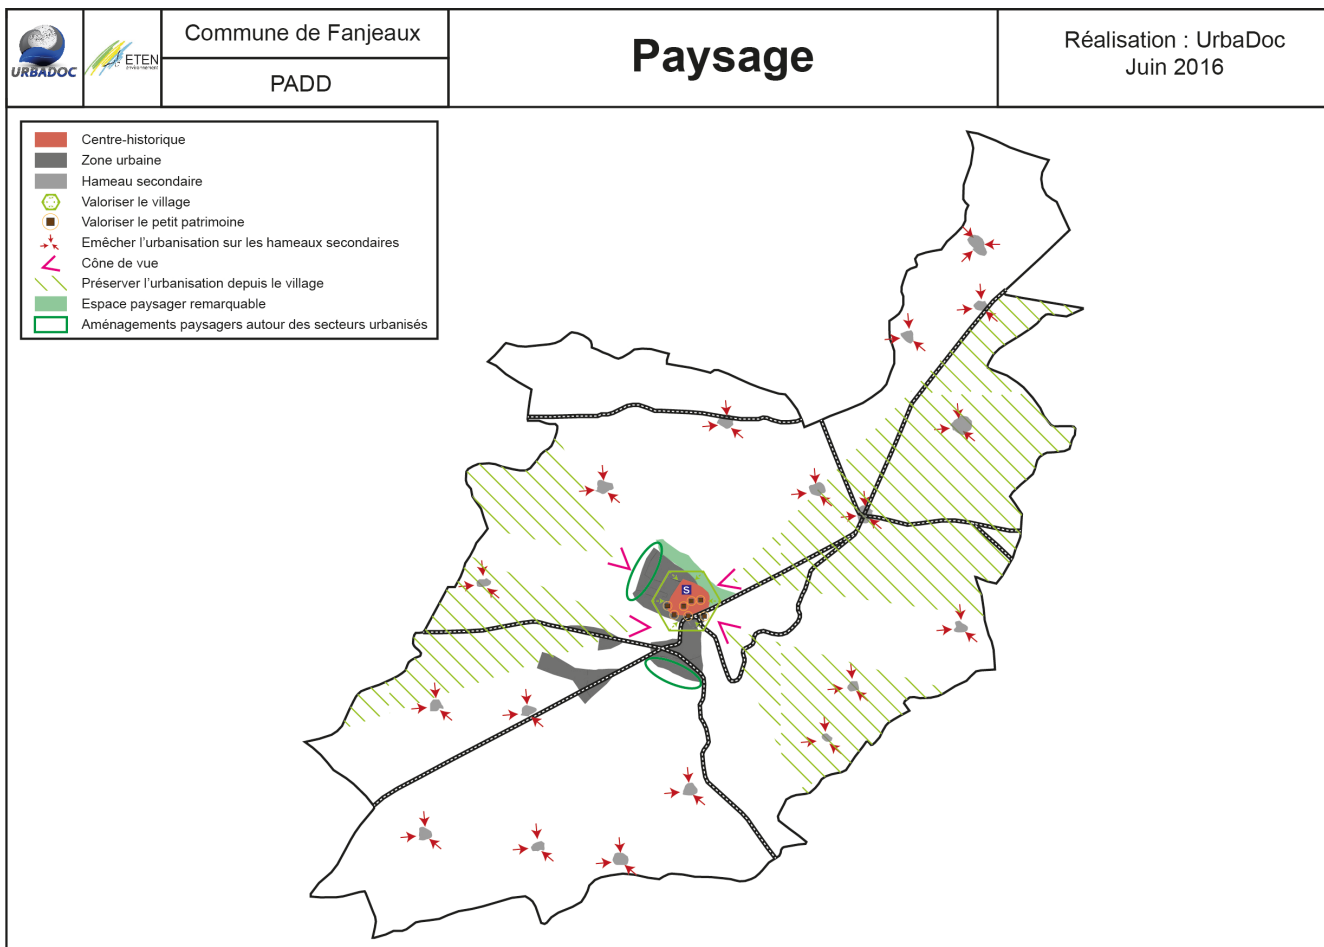 URBADOC
ETEN
environnement
Commune de Fanjeaux
PADD
Paysage
Réalisation : UrbaDoc
Juin 2016
Centre-historique
Zone urbaine
Hameau secondaire
Valoriser le village
Valoriser le petit patrimoine
Emêcher l'urbanisation sur les hameaux secondaires
Cône de vue
Préserver l'urbanisation depuis le village
Espace paysager remarquable
Aménagements paysagers autour des secteurs urbanisés
S